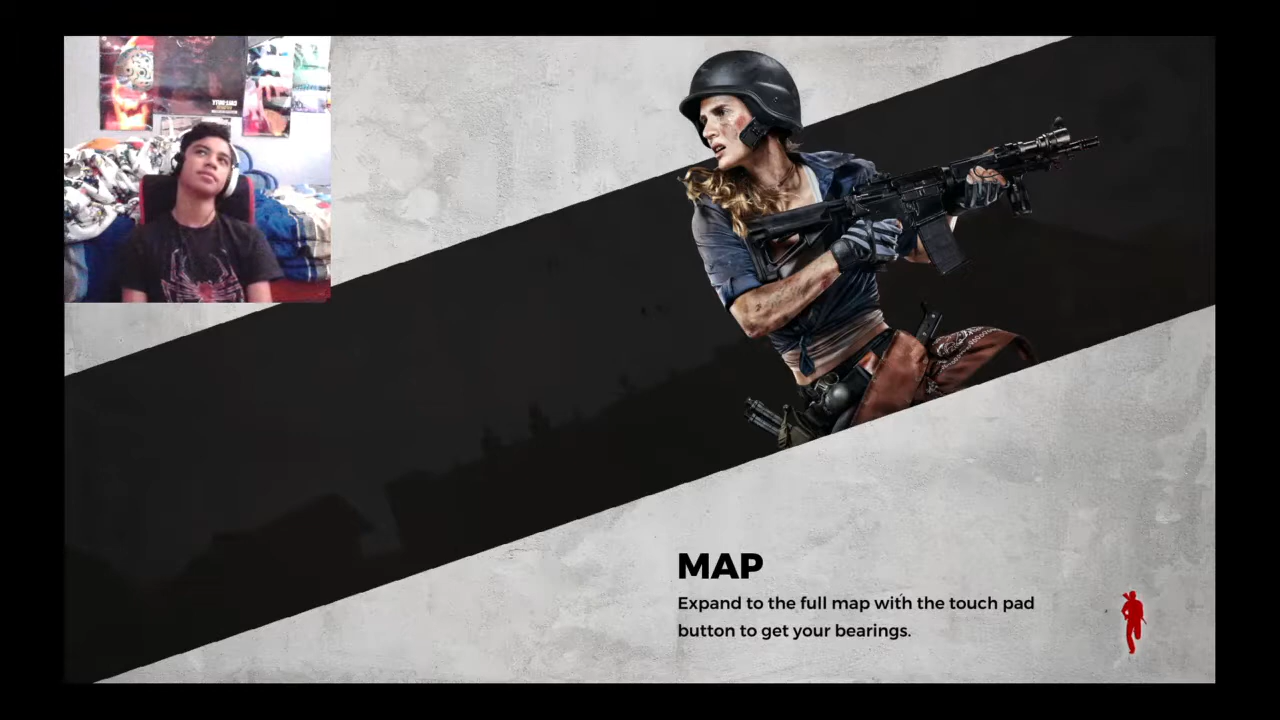 MAP
Expand to the full map with the touch pad
button to get your bearings.